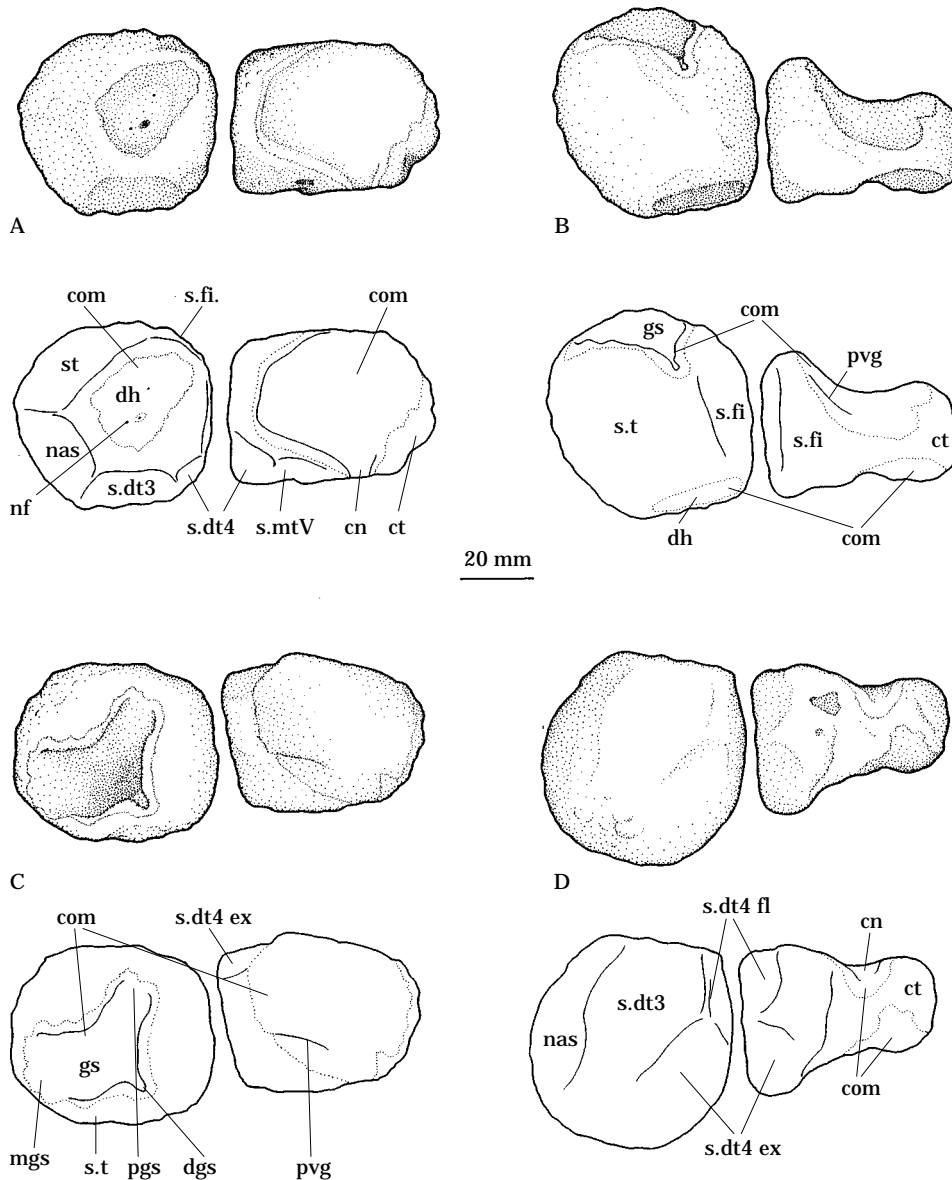 A
B
com
s.fi.
com
st
dh
nas
s.dt3
nf
s.dt4
s.mtV
cn
ct
gs
com
pvg
s.t
s.fi
s.fi
ct
dh
com
20 mm
C
D
com
s.dt4 ex
gs
mgs
s.t
pgs
dgs
pvg
s.dt4 fl
cn
s.dt3
ct
nas
com
s.dt4 ex